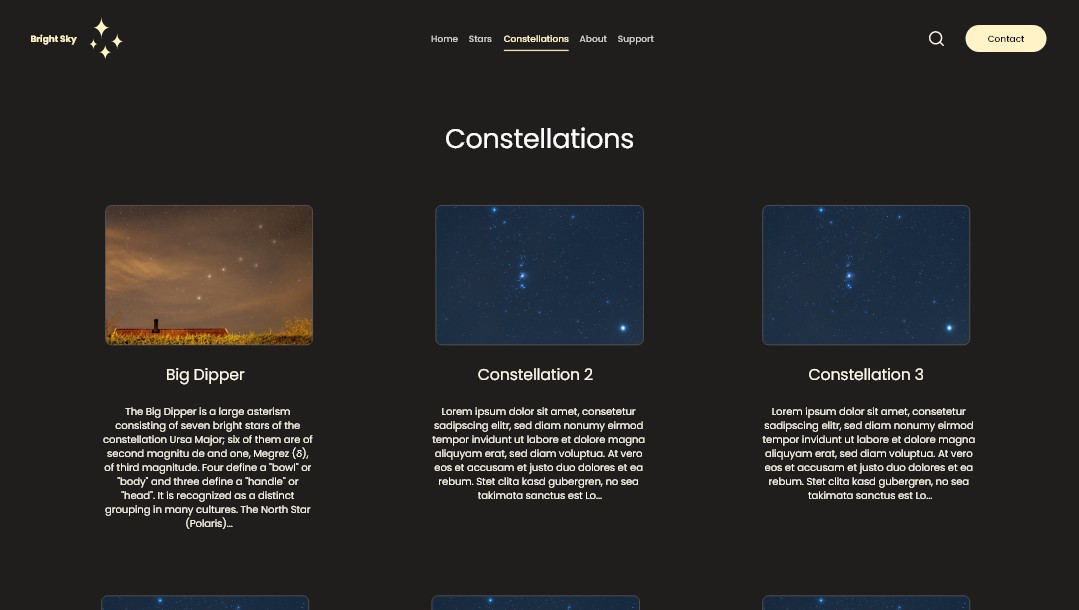 Bright Sky
Home Stars Constellations About Support
Contact
Constellations
Big Dipper
The Big Dipper is a large asterism
consisting of seven bright stars of the
constellation Ursa Major; six of them are of
second magnitu de and one, Megrez (δ),
of third magnitude. Four define a "bowl" or
"body" and three define a "handle" or
"head". It is recognized as a distinct
grouping in many cultures. The North Star
(Polaris)...
Constellation 2
Lorem ipsum dolor sit amet, consetetur
sadipscing elitr, sed diam nonumy eirmod
tempor invidunt ut labore et dolore magna
aliquyam erat, sed diam voluptua. At vero
eos et accusam et justo duo dolores et ea
rebum. Stet clita kasd gubergren, no sea
takimata sanctus est Lo...
Constellation 3
Lorem ipsum dolor sit amet, consetetur
sadipscing elitr, sed diam nonumy eirmod
tempor invidunt ut labore et dolore magna
aliquyam erat, sed diam voluptua. At vero
eos et accusam et justo duo dolores et ea
rebum. Stet clita kasd gubergren, no sea
takimata sanctus est Lo...